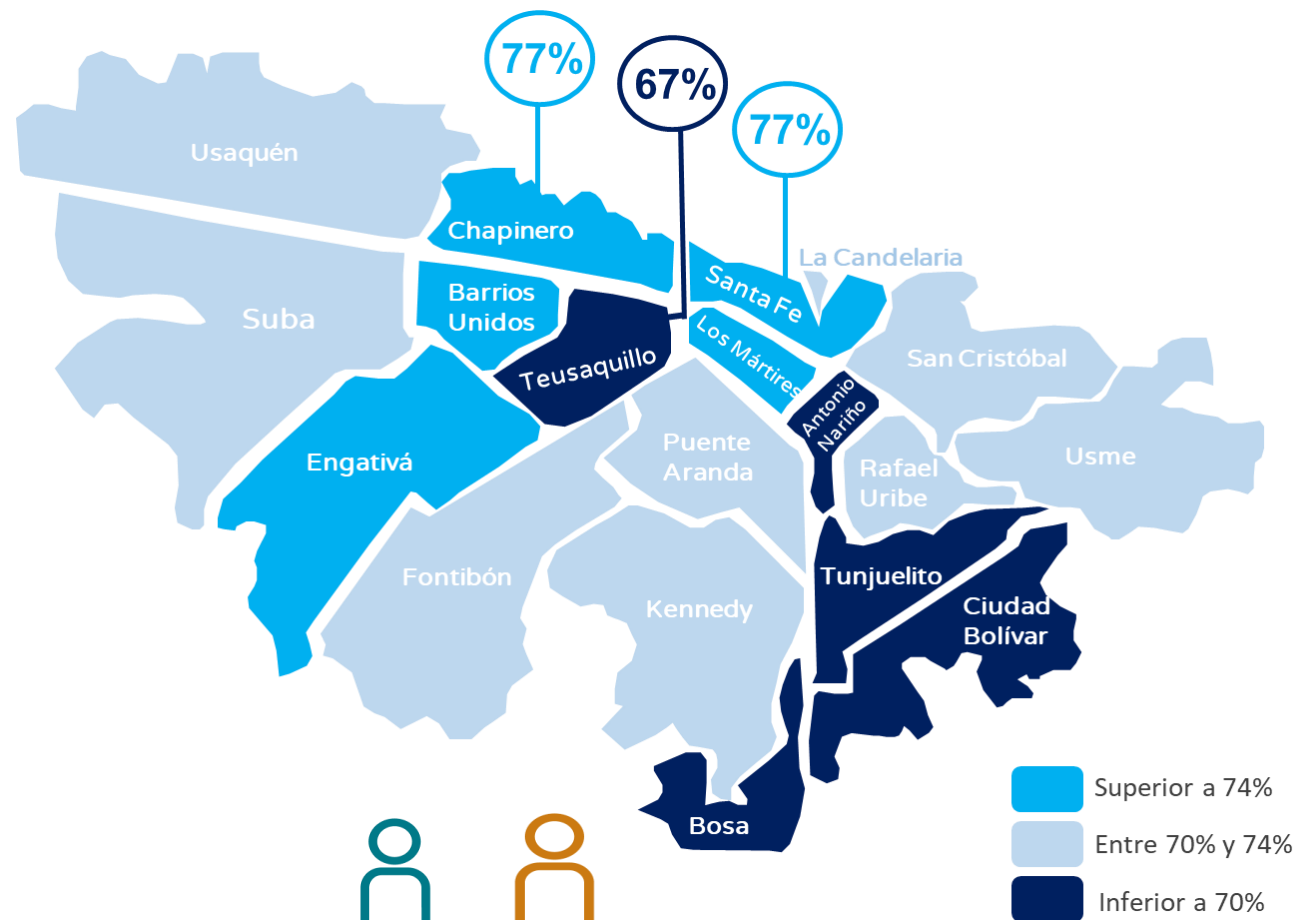 77%
67%
77%
Usaquén
Chapinero
La Candelaria
Santa Fe
Barrios
Unidos
Suba
Los Mártires
Teusaquillo
San Cristóbal
Antonio
Nariño
Puente
Aranda
Engativá
Rafael
Uribe
Usme
Fontibón
Tunjuelito
Kennedy
Ciudad
Bolívar
Bosa
Superior a 74%
Entre 70% y 74%
Inferior a 70%